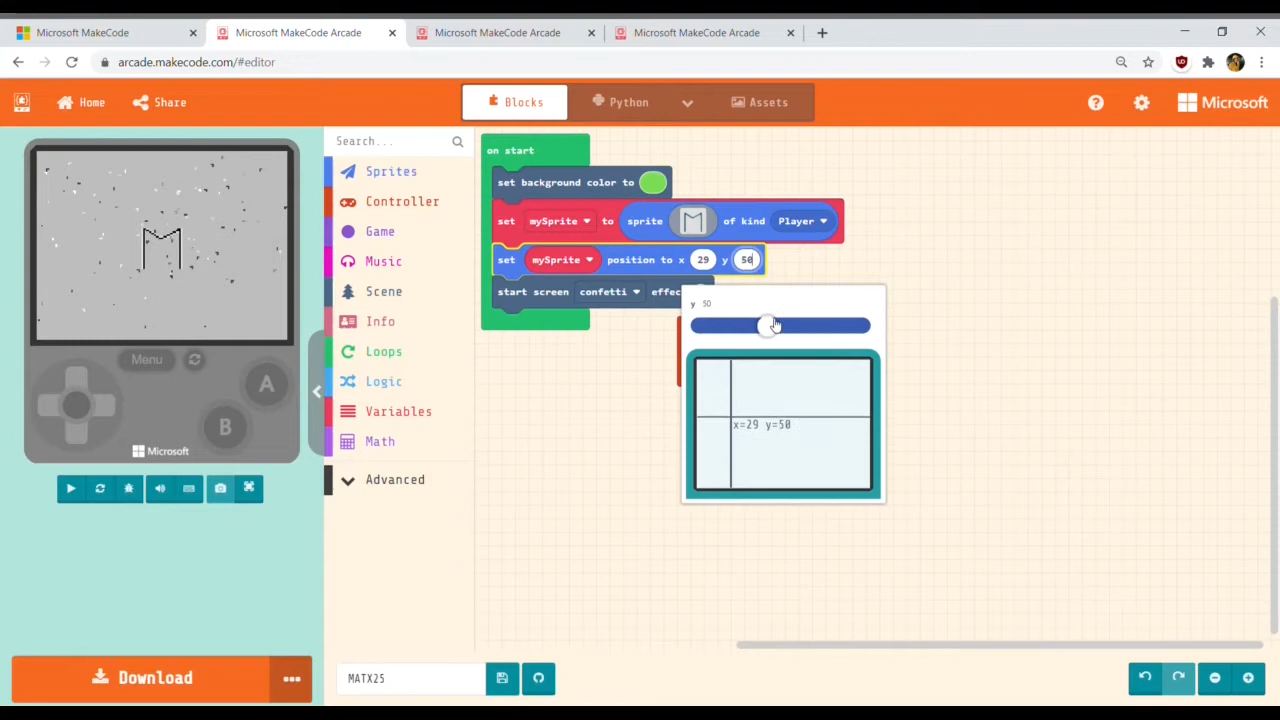 Microsoft MakeCode
Microsoft MakeCode Arcade
Microsoft MakeCode Arcade
Microsoft MakeCode Arcade
arcade.makecode.com/#editor
Home
Share
Blocks
Python
Assets
Microsoft
Search...
Sprites
Controller
Game
Music
Scene
Info
Loops
Logic
Variables
Math
Advanced
M
Menu
A
B
Microsoft
Download
on start
set background color to
set mySprite to sprite M of kind Player
set mySprite position to x 29 y 50
start screen confetti effec
y 50
x=29 y=50
MATX25